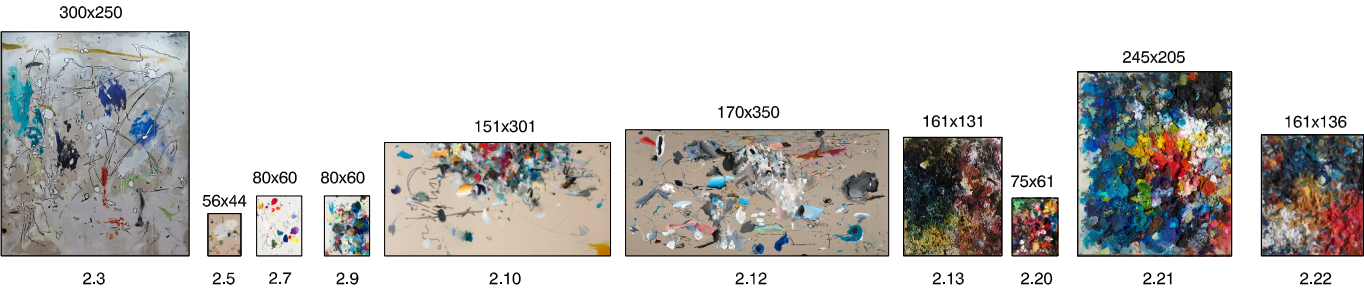 300x250
56x44
80x60
80x60
151x301
170x350
161x131
75x61
245x205
161x136
2.3
2.5
2.7
2.9
2.10
2.12
2.13
2.20
2.21
2.22